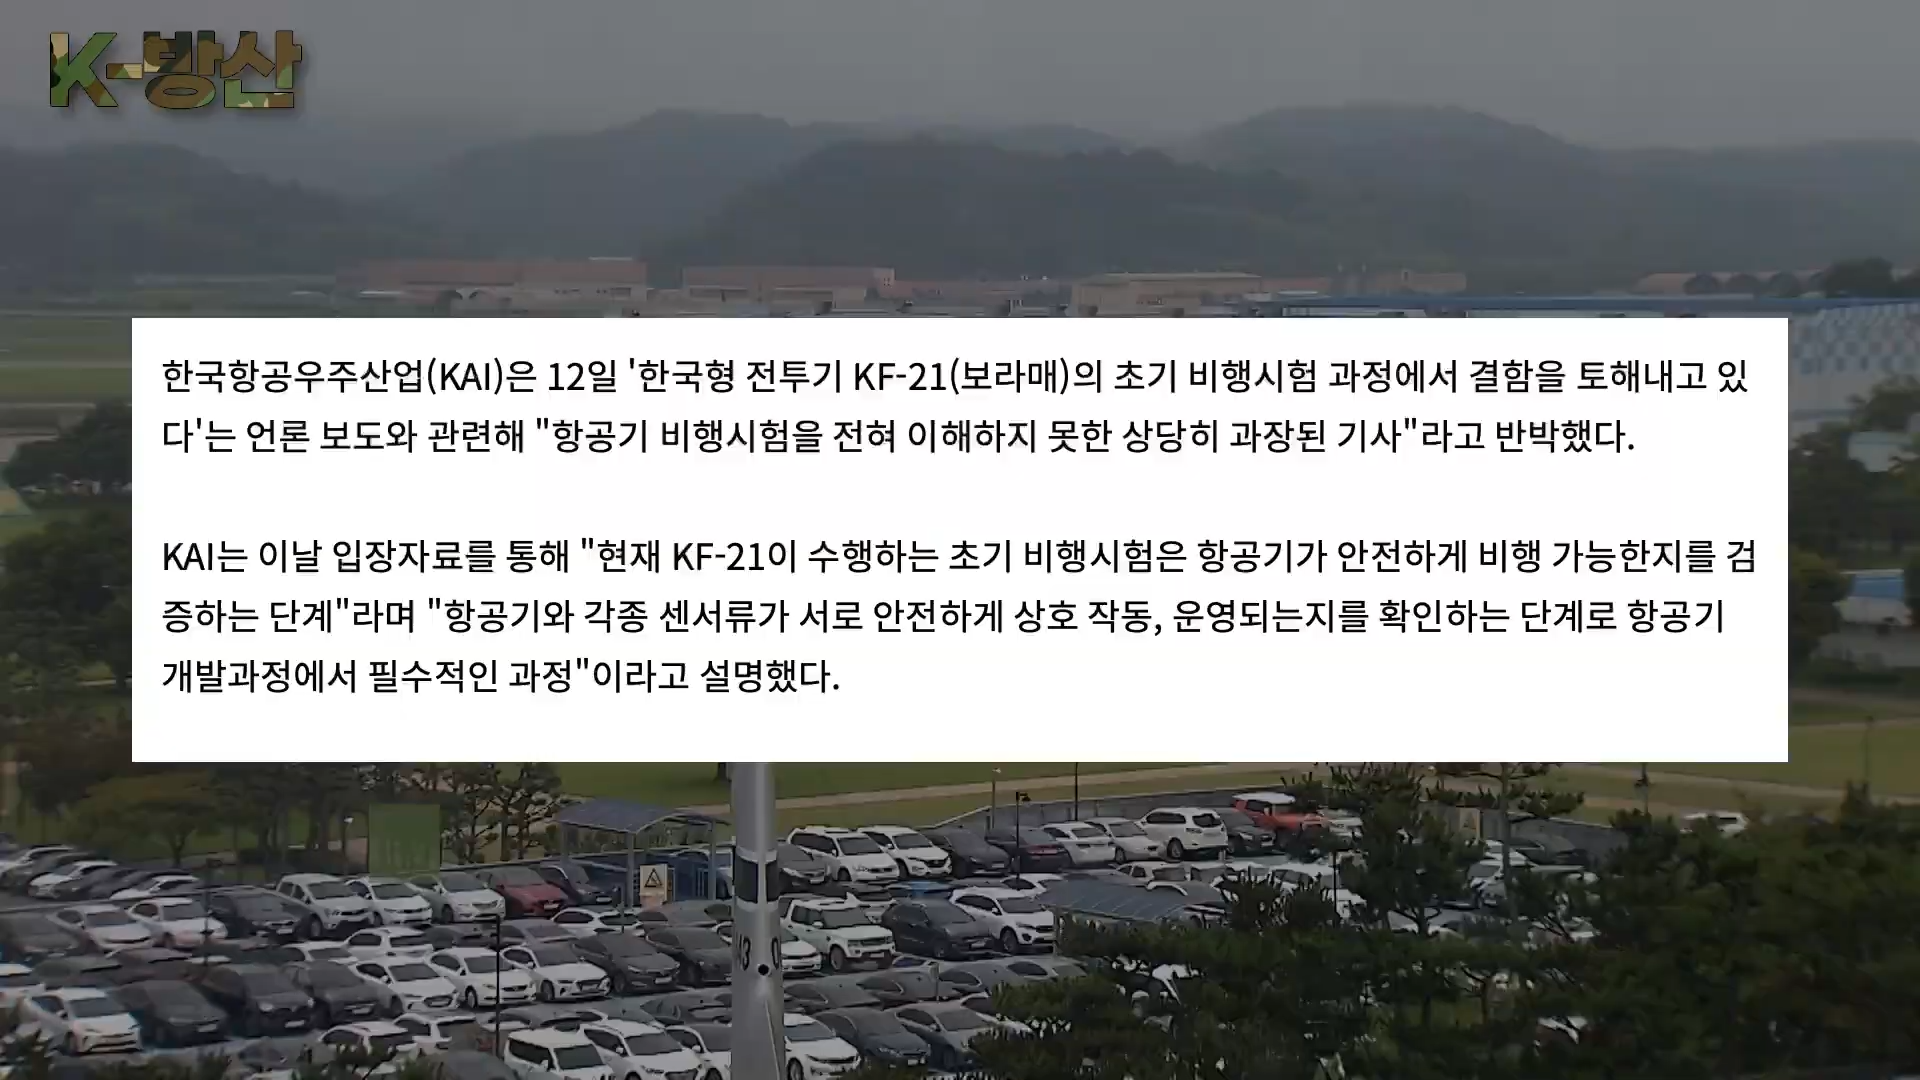 K-방산
한국항공우주산업(KAI)은 12일 '한국형 전투기 KF-21(보라매)의 초기 비행시험 과정에서 결함을 토해내고 있
다'는 언론 보도와 관련해 "항공기 비행시험을 전혀 이해하지 못한 상당히 과장된 기사"라고 반박했다.
KAI는 이날 입장자료를 통해 "현재 KF-21이 수행하는 초기 비행시험은 항공기가 안전하게 비행 가능한지를 검
증하는 단계"라며 "항공기와 각종 센서류가 서로 안전하게 상호 작동, 운영되는지를 확인하는 단계로 항공기
개발과정에서 필수적인 과정"이라고 설명했다.